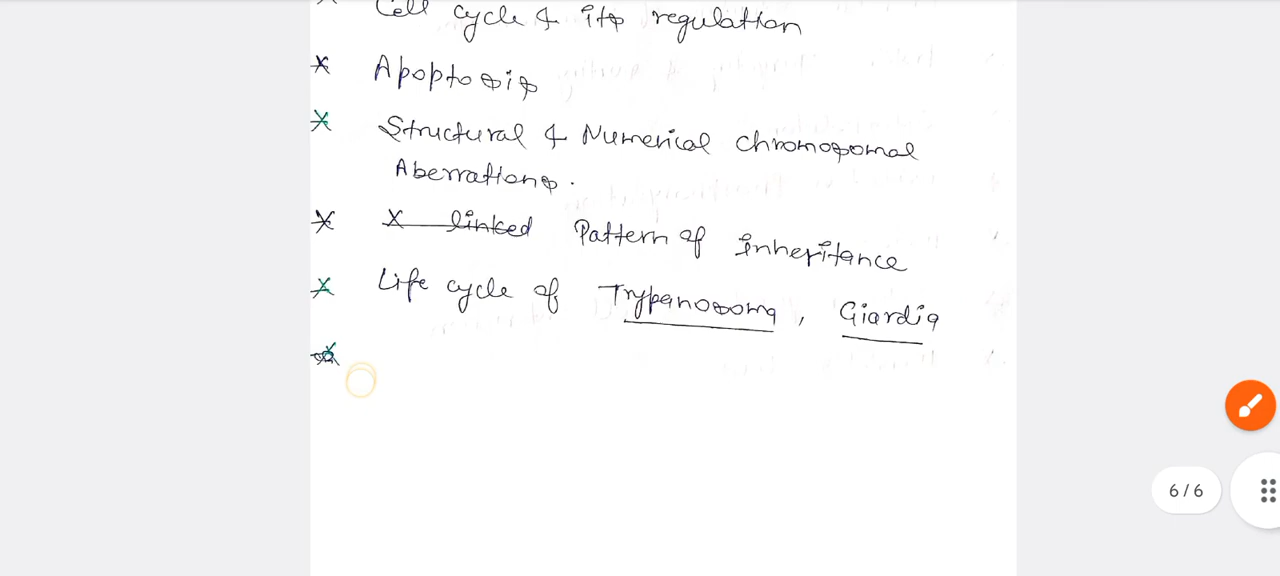 Cell cycle & its regulation
* Apoptosis
* Structural & Numerical chromosomal
Aberrations.
* X linked Pattern of inheritance
* Life cycle of Trypanosoma, Giardia
*
6 / 6